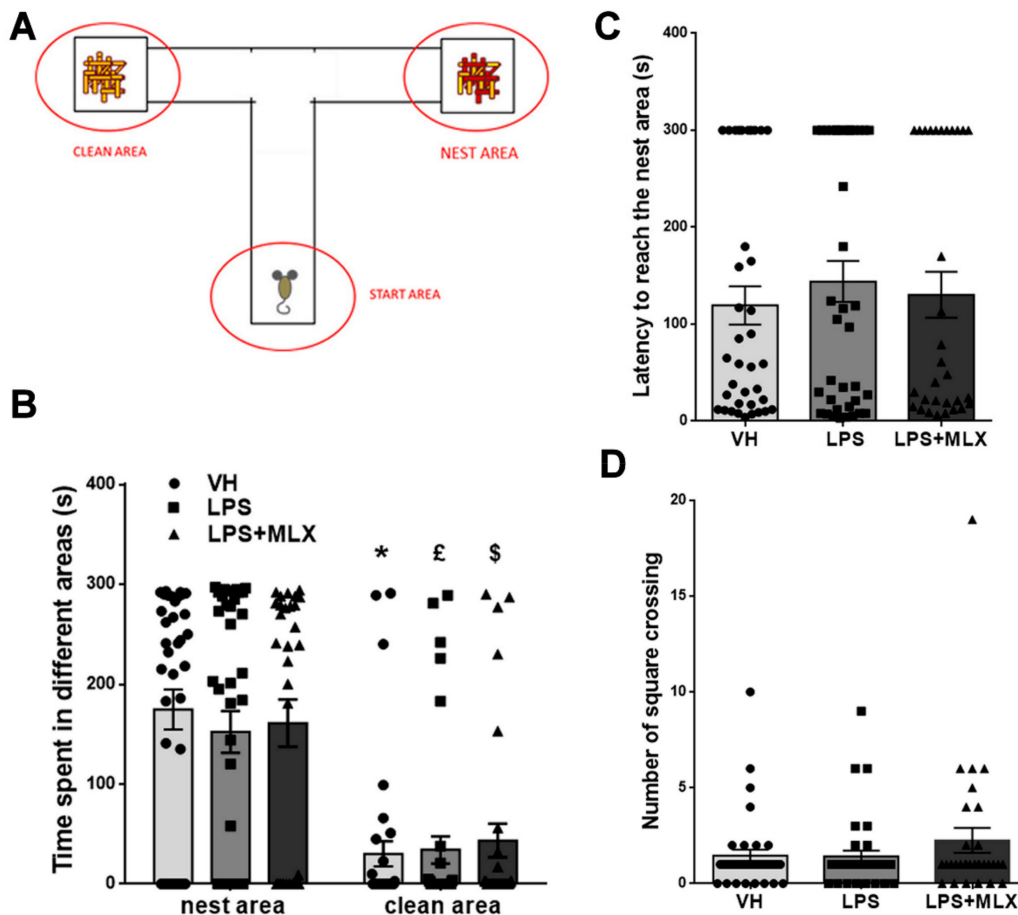 A
CLEAN AREA
NEST AREA
START AREA
B
Time spent in different areas (s)
400
300
200
100
0
VH
LPS
LPS+MLX
* £ $
nest area clean area
C
Latency to reach the nest area (s)
400
300
200
100
0
VH LPS LPS+MLX
D
Number of square crossing
20
15
10
5
0
VH LPS LPS+MLX